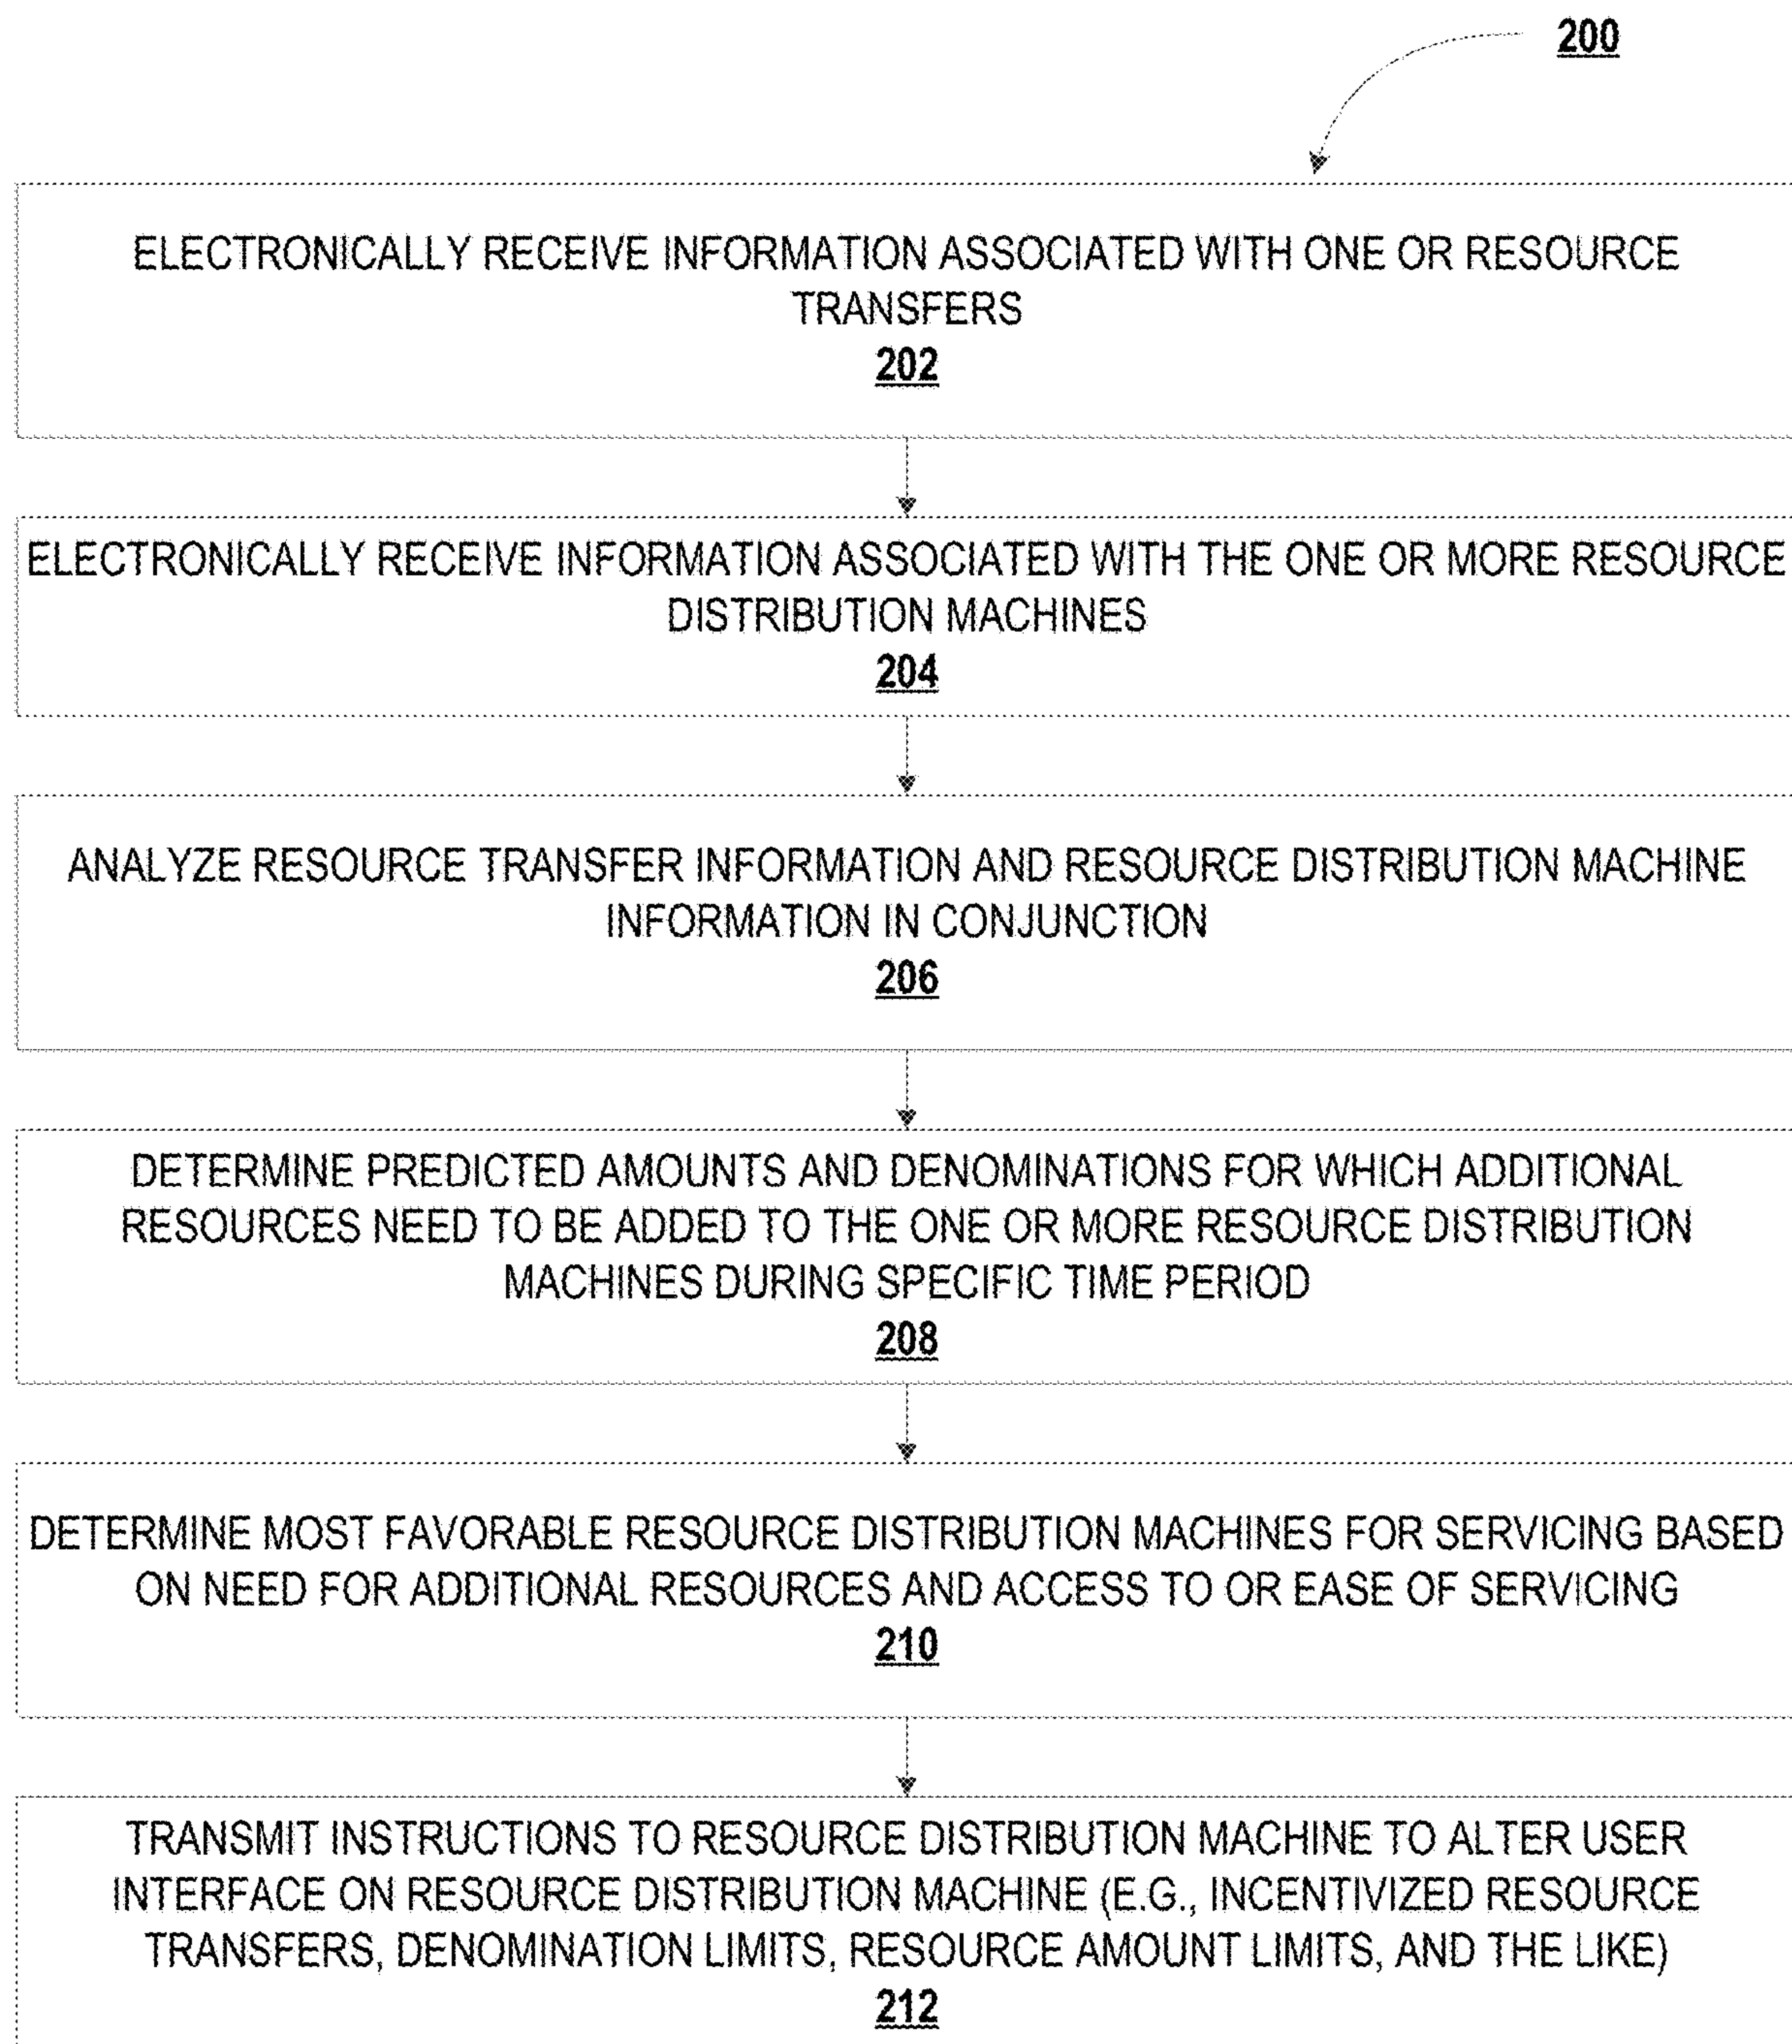 200
ELECTRONICALLY RECEIVE INFORMATION ASSOCIATED WITH ONE OR RESOURCE
TRANSFERS
202
ELECTRONICALLY RECEIVE INFORMATION ASSOCIATED WITH THE ONE OR MORE RESOURCE
DISTRIBUTION MACHINES
204
ANALYZE RESOURCE TRANSFER INFORMATION AND RESOURCE DISTRIBUTION MACHINE
INFORMATION IN CONJUNCTION
206
DETERMINE PREDICTED AMOUNTS AND DENOMINATIONS FOR WHICH ADDITIONAL
RESOURCES NEED TO BE ADDED TO THE ONE OR MORE RESOURCE DISTRIBUTION
MACHINES DURING SPECIFIC TIME PERIOD
208
DETERMINE MOST FAVORABLE RESOURCE DISTRIBUTION MACHINES FOR SERVICING BASED
ON NEED FOR ADDITIONAL RESOURCES AND ACCESS TO OR EASE OF SERVICING
210
TRANSMIT INSTRUCTIONS TO RESOURCE DISTRIBUTION MACHINE TO ALTER USER
INTERFACE ON RESOURCE DISTRIBUTION MACHINE (E.G., INCENTIVIZED RESOURCE
TRANSFERS, DENOMINATION LIMITS, RESOURCE AMOUNT LIMITS, AND THE LIKE)
212